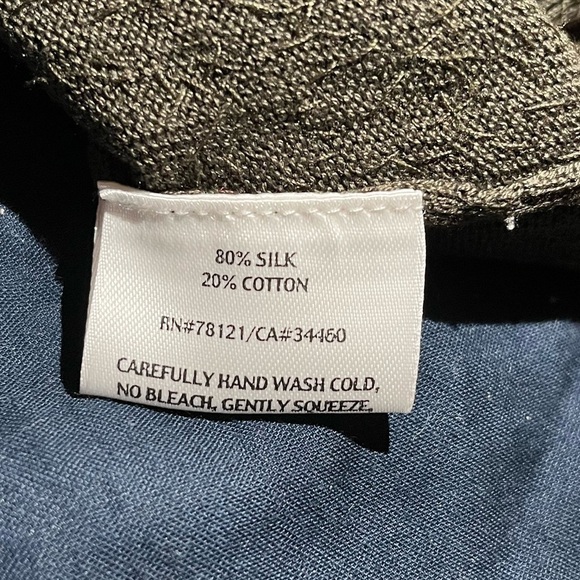 80% SILK
20% COTTON
RN#78121/CA#34460
CAREFULLY HAND WASH COLD,
NO BLEACH, GENTLY SQUEEZE,